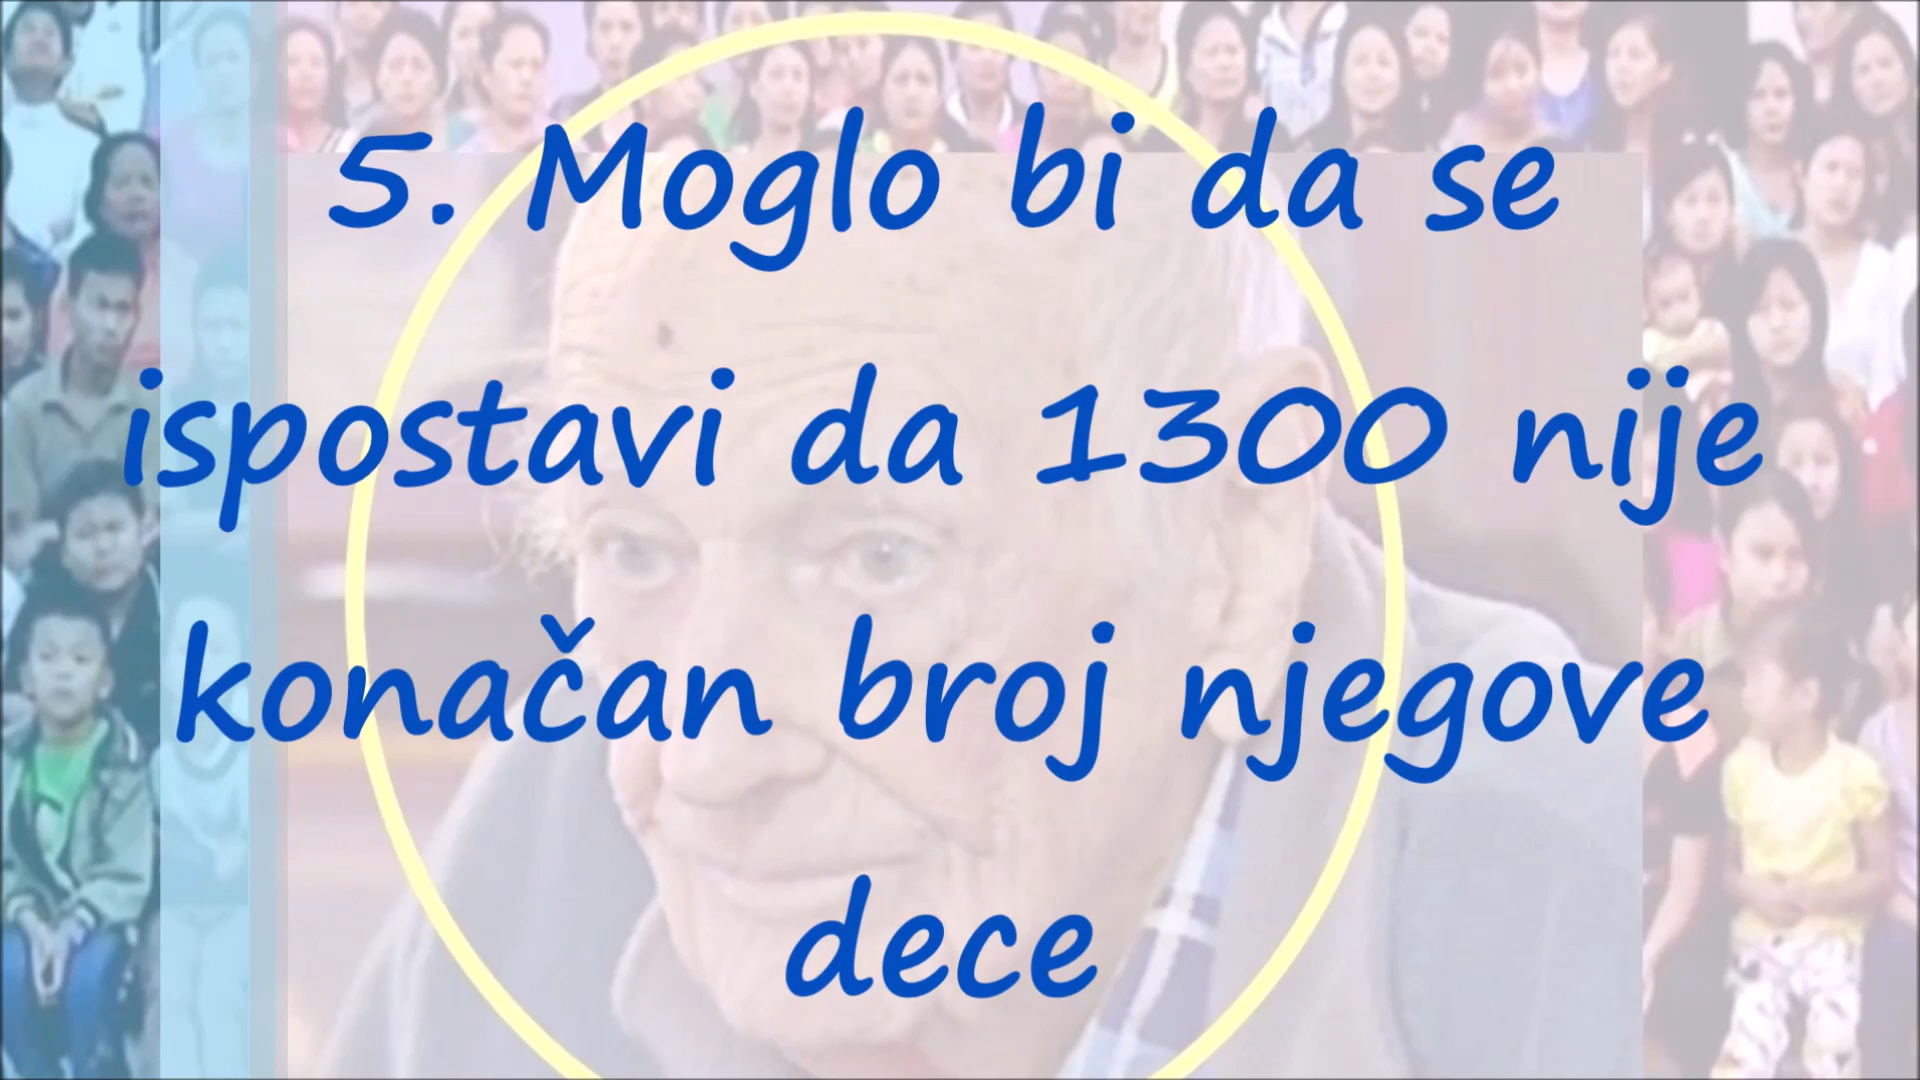 5. Moglo bi da se
ispostavi da 1300 nije
konačan broj njegove
dece